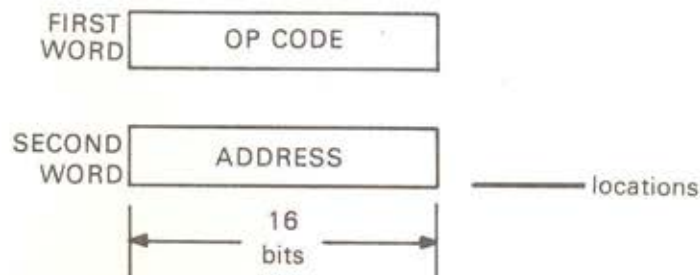 FIRST
WORD
OP CODE
SECOND
WORD
ADDRESS
locations
16
bits